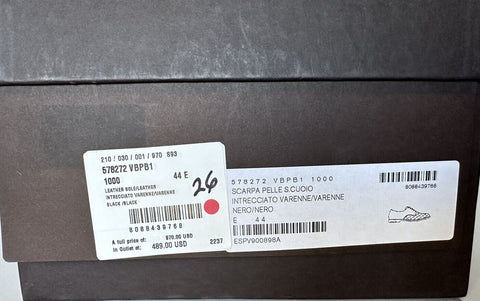 210 / 030 / 001 / 970 893
578272 VBPB1
1000 44 E
LEATHER SOLE/LEATHER
INTRECCIATO VARENNE/VARENNE
BLACK /BLACK
26
8088439768
A full price of: 970.00 USD
In Outlet at: 489.00 USD 2237
578272 VBPB1 1000
SCARPA PELLE S.CUOIO
INTRECCIATO VARENNE/VARENNE
NERO/NERO
E 44
ESPV900898A
8088439768